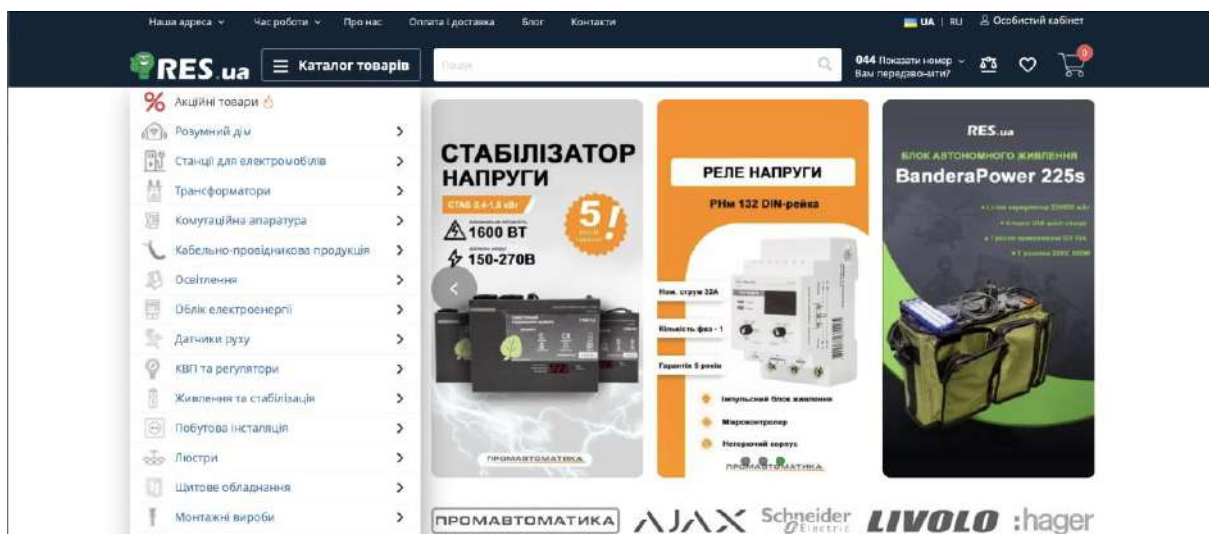 Наша адреса
Час роботи
Про нас
Оплата і доставка
Блог
Контакти
UA | RU
Особистий кабінет
RES.ua
Каталог товарів
Пошук
044 Показати номер
Вам передзвонити?
0
Акційні товари
Розумний дім
Станції для електромобілів
Трансформатори
Комутаційна апаратура
Кабельно-провідникова продукція
Освітлення
Облік електроенергії
Датчики руху
КВП та регулятори
Живлення та стабілізація
Побутова інсталяція
Люстри
Щитове обладнання
Монтажні вироби
СТАБІЛІЗАТОР
НАПРУГИ
5
1600 ВТ
150-270В
ПРОМАВТОМАТИКА
РЕЛЕ НАПРУГИ
РНм 132 DIN-рейка
Ном. струм 32А
Кількість фаз - 1
Гарантія 5 років
Імпульсний блок живлення
Мікроконтролер
Негорючий корпус
ПРОМАВТОМАТИКА
RES.ua
БЛОК АВТОНОМНОГО ЖИВЛЕННЯ
BanderaPower 225s
ПРОМАВТОМАТИКА
AJAX
Schneider
Electric
LIVOLO
:hager